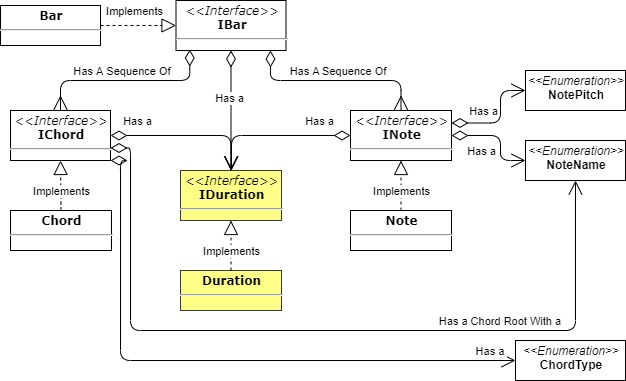 Bar
Implements
<<Interface>>
IBar
Has A Sequence Of
Has a
Has A Sequence Of
<<Enumeration>>
NotePitch
<<Interface>>
IChord
Has a
Has a
<<Interface>>
INote
Has a
Has a
<<Enumeration>>
NoteName
<<Interface>>
IDuration
Implements
Implements
Chord
Note
Implements
Duration
Has a Chord Root With a
Has a
<<Enumeration>>
ChordType